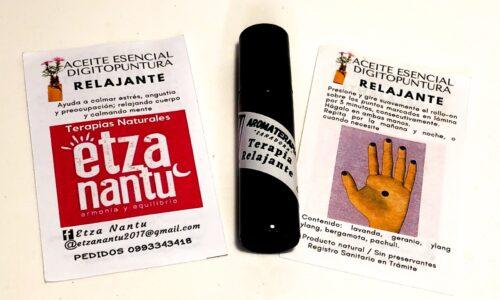 ACEITE ESENCIAL
DIGITOPUNTURA
RELAJANTE
Ayuda a calmar estrés, angustia
y preocupación; relajando cuerpo
y calmando mente
Terapias Naturales
etza
nantu
armonía y equilibrio
Etza Nantu
@etzanantu2017@gmail.com
PEDIDOS 0993343418
AROMATERAPIA
Terapia
Relajante
ACEITE ESENCIAL
DIGITOPUNTURA
RELAJANTE
Presione y gire suavemente el rollo-on
sobre los puntos marcados en lámina
por 5 minutos, consecutivamente.
Hágalo en ambas manos.
Repita por la mañana y noche, o
cuando necesite
Contenido: lavanda, geranio, ylang
ylang, bergamota, pachuli.
Producto natural / Sin preservantes
Registro Sanitario en Trámite